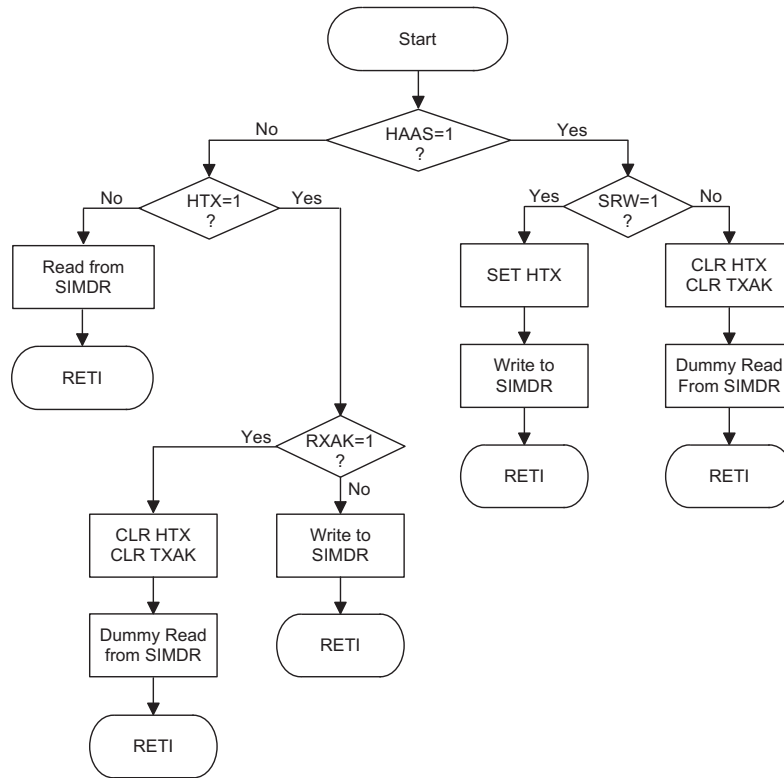 Start
HAAS=1
?
No
Yes
HTX=1
?
No
Yes
SRW=1
?
Yes
No
Read from
SIMDR
SET HTX
CLR HTX
CLR TXAK
RETI
Write to
SIMDR
Dummy Read
From SIMDR
RXAK=1
?
Yes
No
RETI
RETI
CLR HTX
CLR TXAK
Write to
SIMDR
Dummy Read
from SIMDR
RETI
RETI